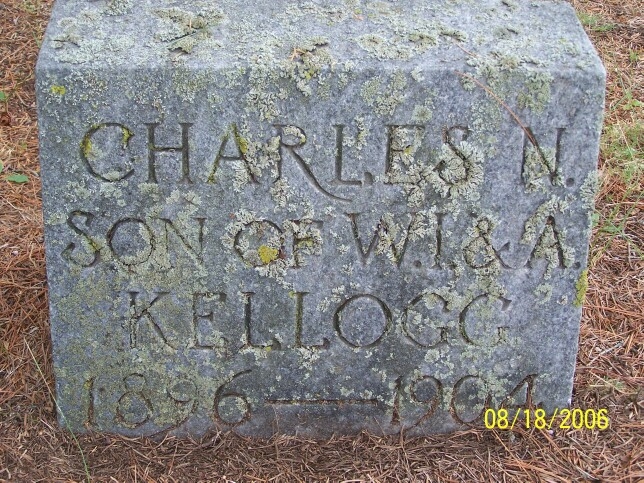 CHARLES N.
SON OF W.I. & A.
KELLOGG
1896 — 1904
08/18/2006